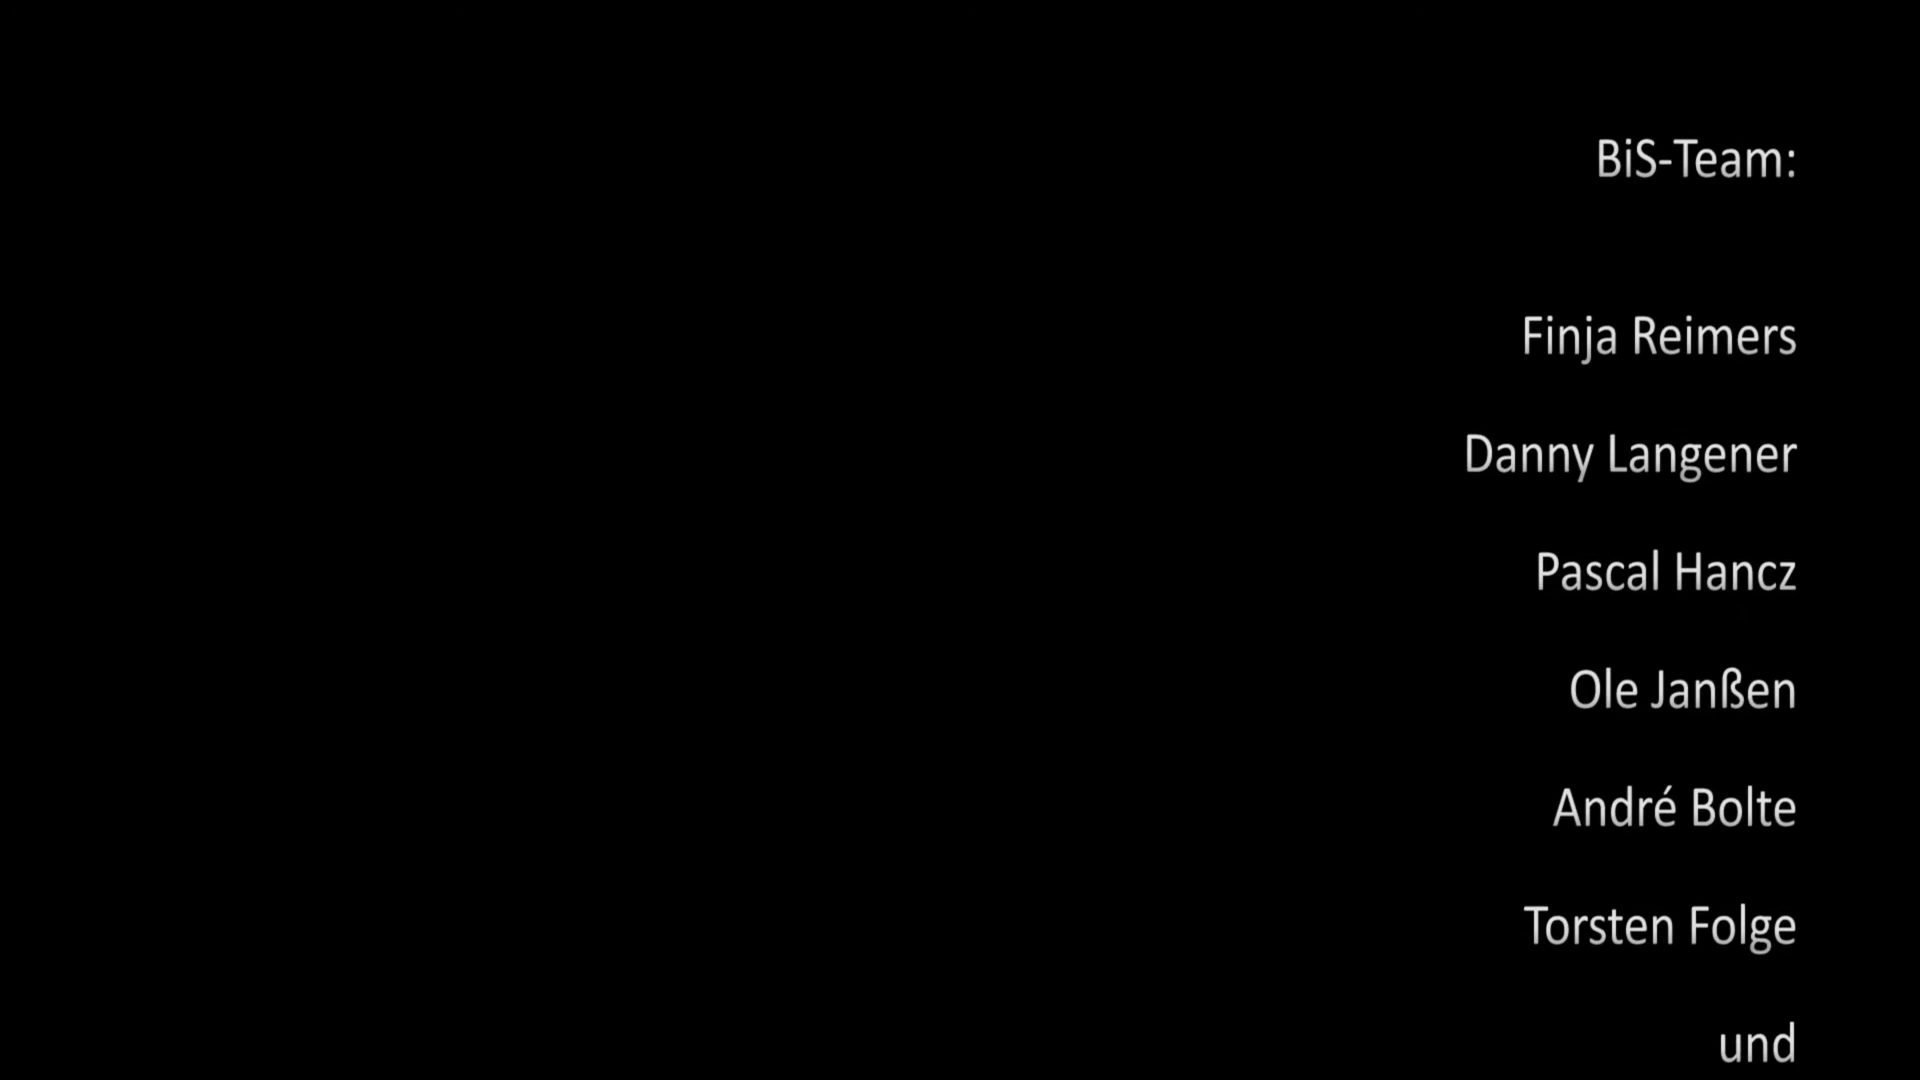 BiS-Team:
Finja Reimers
Danny Langener
Pascal Hancz
Ole Janßen
André Bolte
Torsten Folge
und